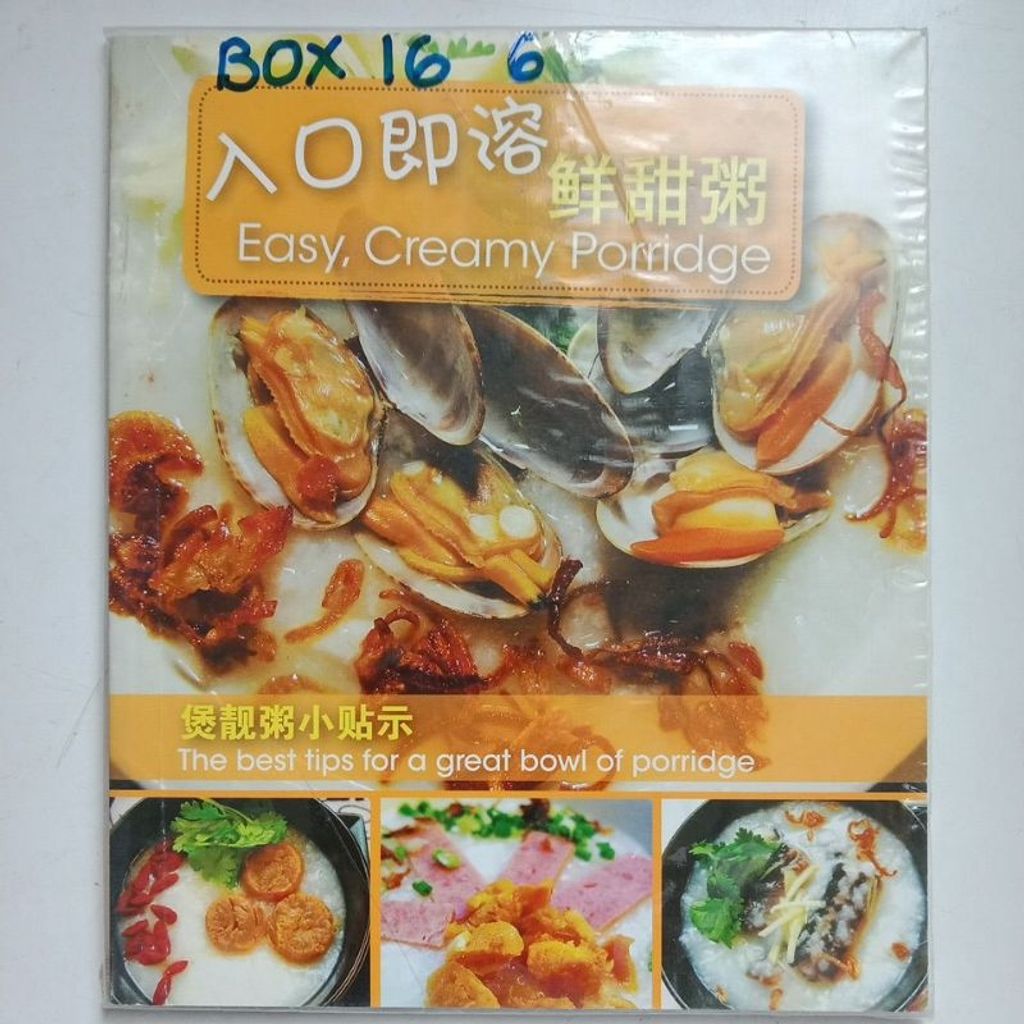 BOX 16-6
入口即溶
鲜甜粥
Easy, Creamy Porridge
煲靓粥小贴示
The best tips for a great bowl of porridge